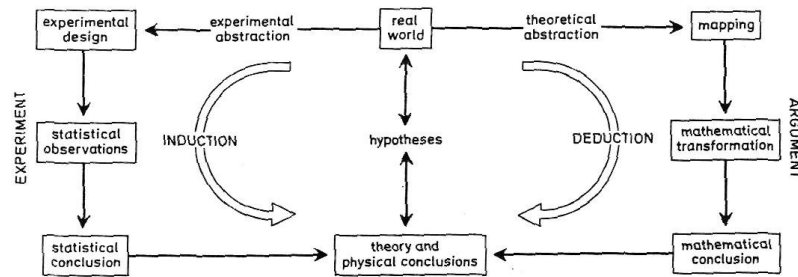 experimental
design
experimental
abstraction
real
world
theoretical
abstraction
mapping
EXPERIMENT
statistical
observations
INDUCTION
hypotheses
DEDUCTION
mathematical
transformation
ARGUMENT
statistical
conclusion
theory and
physical conclusions
mathematical
conclusion